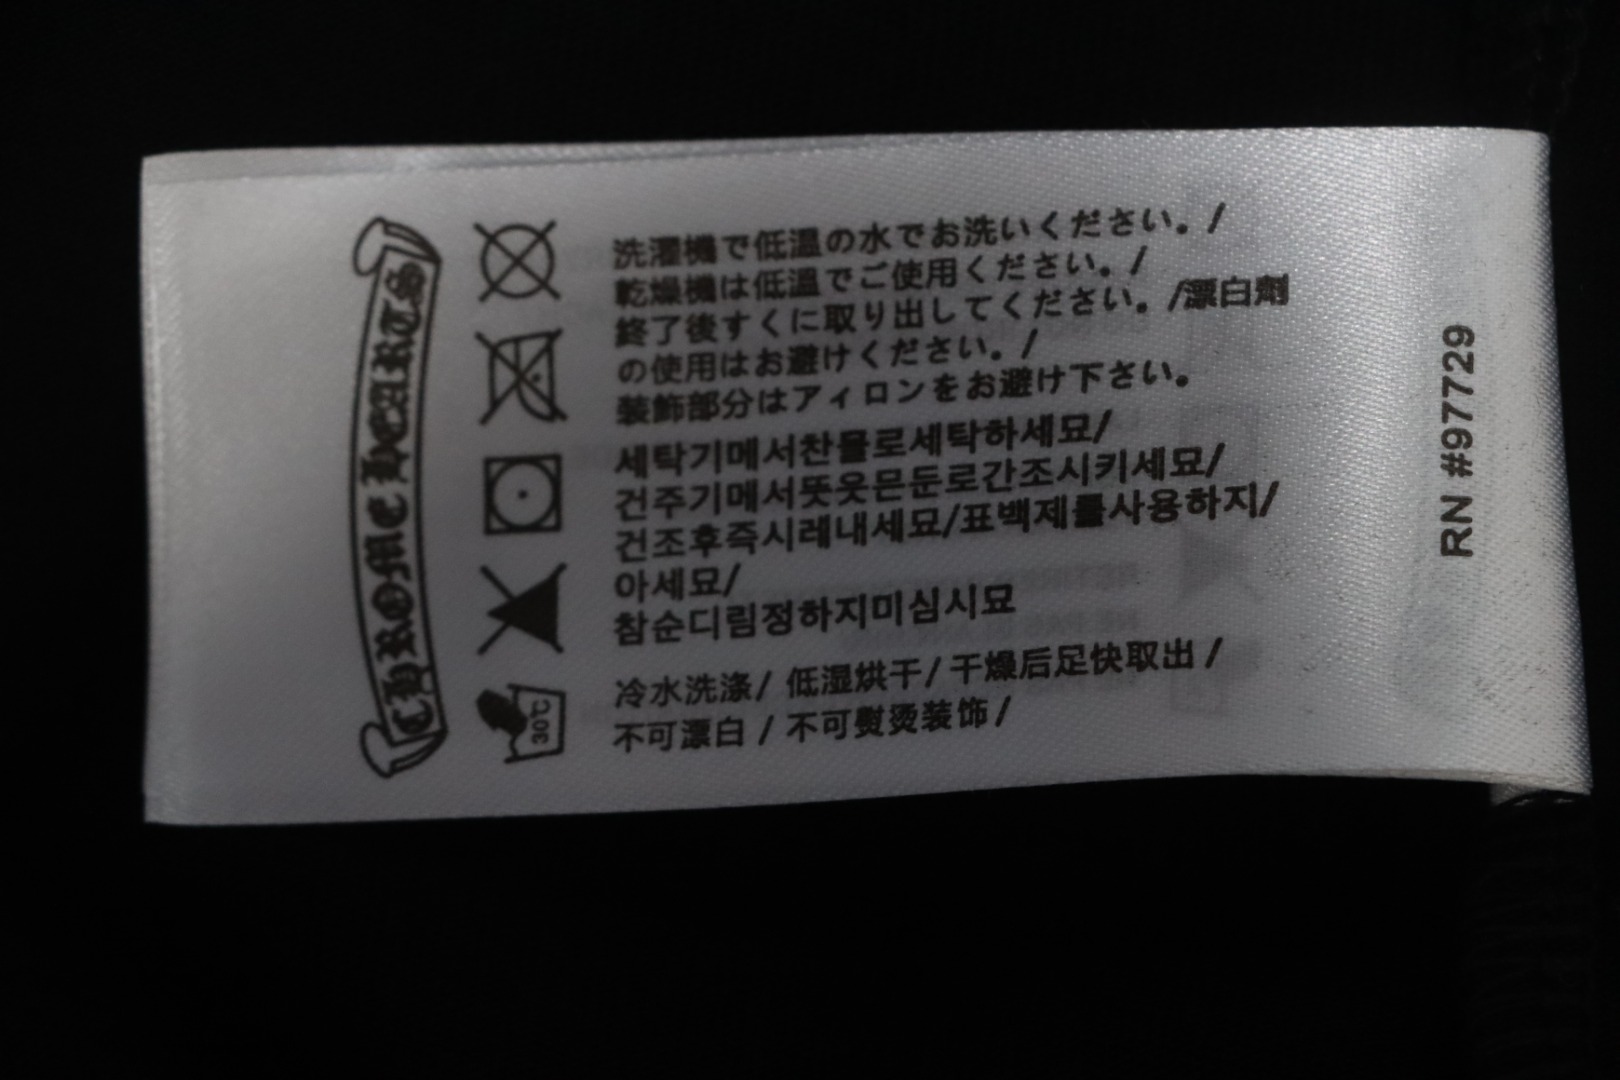 CHROME HEARTS
洗濯機で低温の水でお洗いください。/
乾燥機は低温でご使用ください。/
終了後すくに取り出してください。/漂白劑
の使用はお避けください。/
装飾部分はアィロンをお避け下さい。
세탁기메서찬믈로세탁하세묘/
건주기메서뜻웃믄둔로간조시키세묘/
건조후즉시레내세묘/표백제를사용하지/
아세묘/
참순디림정하지미심시묘
冷水洗涤/ 低湿烘干/ 干燥后足快取出 /
不可漂白 / 不可熨烫装饰 /
30℃
RN #97729